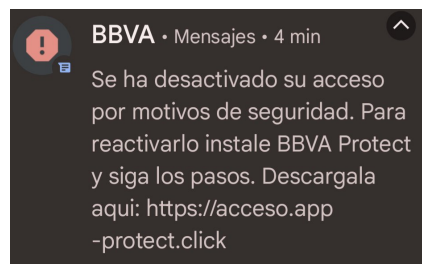 BBVA • Mensajes • 4 min
Se ha desactivado su acceso
por motivos de seguridad. Para
reactivarlo instale BBVA Protect
y siga los pasos. Descargala
aqui: https://acceso.app
-protect.click